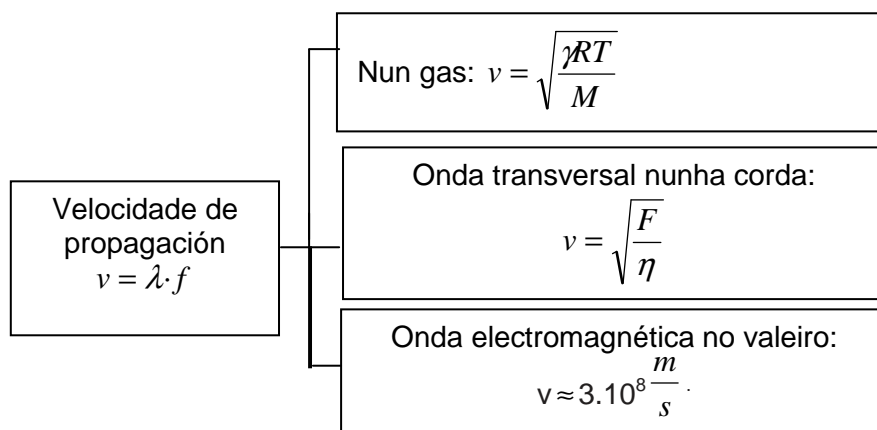 Nun gas: v = √(γRT / M)
Velocidade de
propagación
v = λ· f
Onda transversal nunha corda:
v = √(F / η)
Onda electromagnética no valeiro:
v ≈ 3.10⁸ m/s .